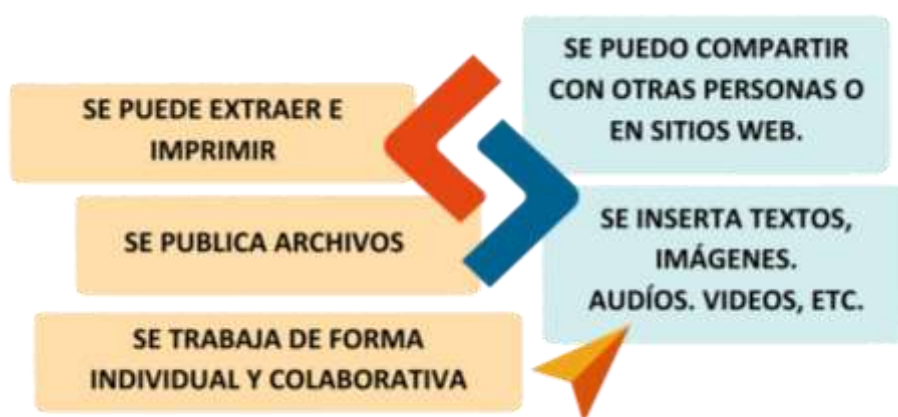 SE PUEDE EXTRAER E
IMPRIMIR
SE PUBLICA ARCHIVOS
SE TRABAJA DE FORMA
INDIVIDUAL Y COLABORATIVA
SE PUEDO COMPARTIR
CON OTRAS PERSONAS O
EN SITIOS WEB.
SE INSERTA TEXTOS,
IMÁGENES.
AUDÍOS. VIDEOS, ETC.